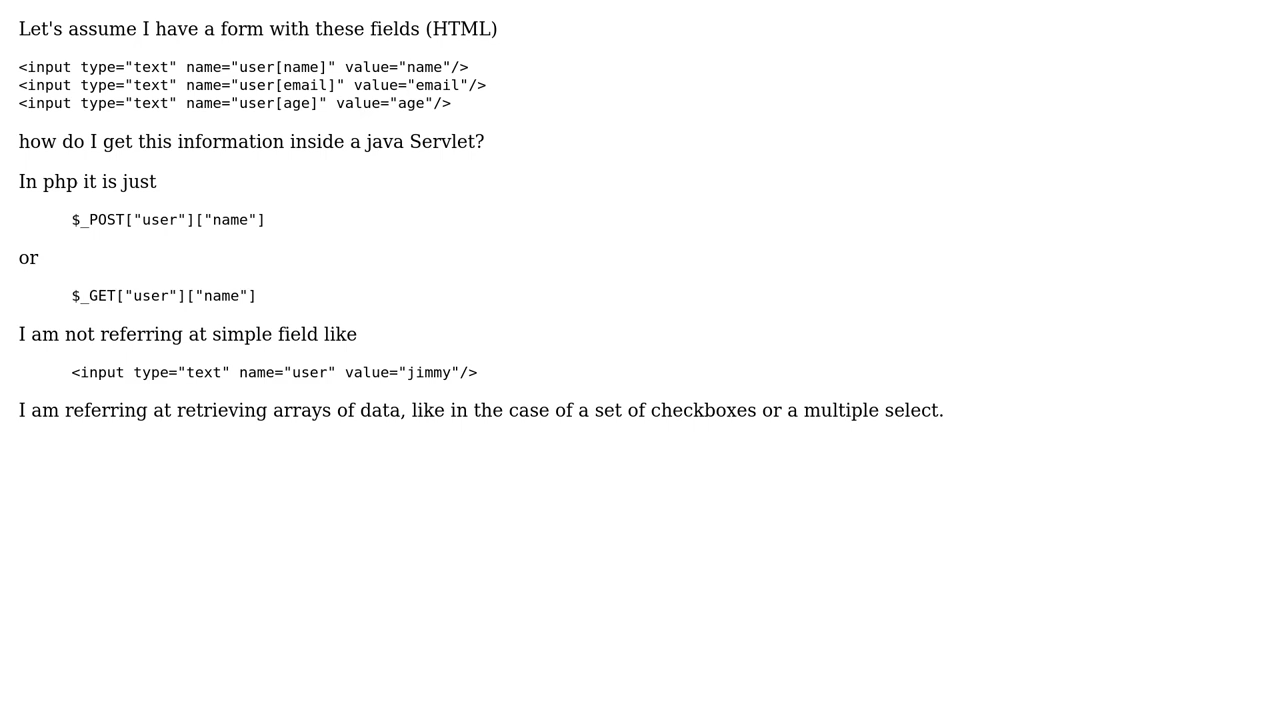 Let's assume I have a form with these fields (HTML)
<input type="text" name="user[name]" value="name"/>
<input type="text" name="user[email]" value="email"/>
<input type="text" name="user[age]" value="age"/>
how do I get this information inside a java Servlet?
In php it is just
$_POST["user"]["name"]
or
$_GET["user"]["name"]
I am not referring at simple field like
<input type="text" name="user" value="jimmy"/>
I am referring at retrieving arrays of data, like in the case of a set of checkboxes or a multiple select.